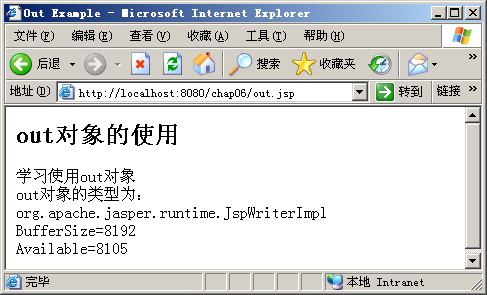 Out Example - Microsoft Internet Explorer
文件(F) 编辑(E) 查看(V) 收藏(A) 工具(T) 帮助(H) »
后退 搜索 收藏夹 »
地址(D) http://localhost:8080/chap06/out.jsp 转到 链接 »
out对象的使用
学习使用out对象
out对象的类型为:
org.apache.jasper.runtime.JspWriterImpl
BufferSize=8192
Available=8105
完毕 本地 Intranet